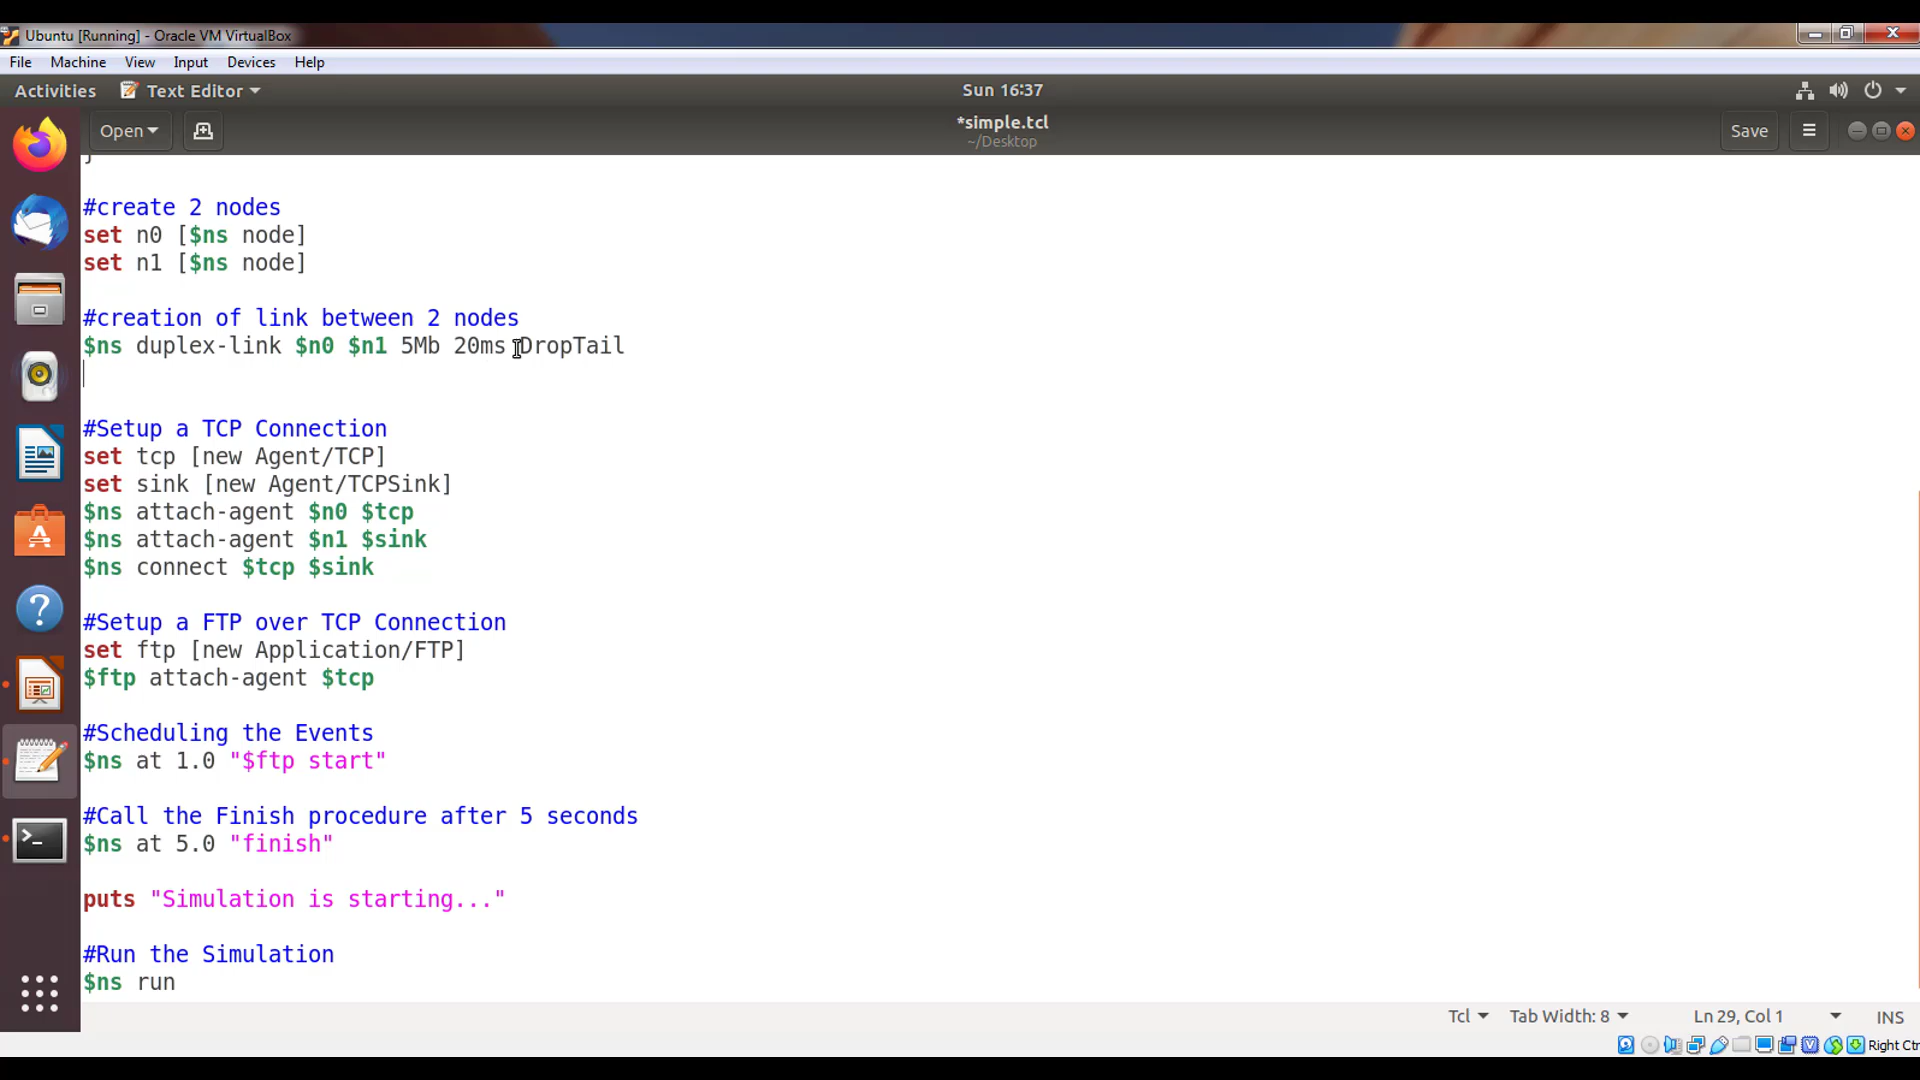 Ubuntu [Running] - Oracle VM VirtualBox
File Machine View Input Devices Help
Activities Text Editor Sun 16:37
Open *simple.tcl Save
~/Desktop
}
#create 2 nodes
set n0 [$ns node]
set n1 [$ns node]
#creation of link between 2 nodes
$ns duplex-link $n0 $n1 5Mb 20ms DropTail
#Setup a TCP Connection
set tcp [new Agent/TCP]
set sink [new Agent/TCPSink]
$ns attach-agent $n0 $tcp
$ns attach-agent $n1 $sink
$ns connect $tcp $sink
#Setup a FTP over TCP Connection
set ftp [new Application/FTP]
$ftp attach-agent $tcp
#Scheduling the Events
$ns at 1.0 "$ftp start"
#Call the Finish procedure after 5 seconds
$ns at 5.0 "finish"
puts "Simulation is starting..."
#Run the Simulation
$ns run
Tcl Tab Width: 8 Ln 29, Col 1 INS
Right Ctr